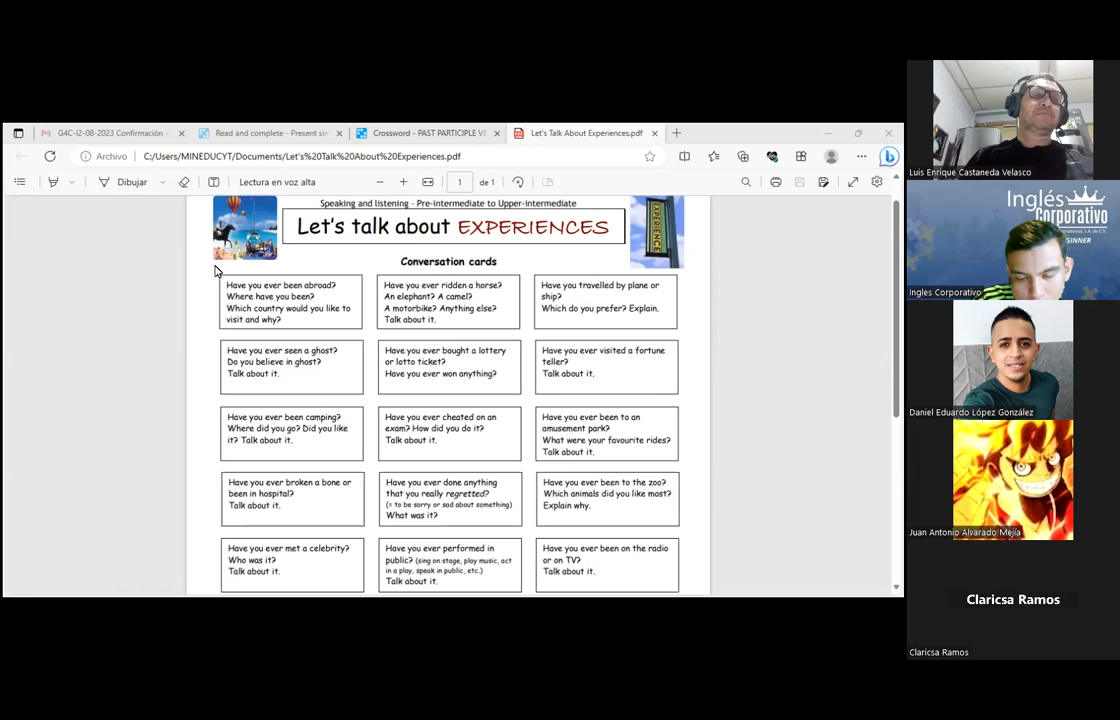 G4C-I2-08-2023 Confirmación -
Read and complete - Present sim
Crossword - PAST PARTICIPLE VE
Let's Talk About Experiences.pdf
Archivo
C:/Users/MINEDUCYT/Documents/Let's%20Talk%20About%20Experiences.pdf
Dibujar
Lectura en voz alta
1 de 1
Speaking and listening - Pre-intermediate to Upper-intermediate
Let's talk about EXPERIENCES
EXPERIENCE
Conversation cards
Have you ever been abroad?
Where have you been?
Which country would you like to
visit and why?
Have you ever ridden a horse?
An elephant? A camel?
A motorbike? Anything else?
Talk about it.
Have you travelled by plane or
ship?
Which do you prefer? Explain.
Have you ever seen a ghost?
Do you believe in ghost?
Talk about it.
Have you ever bought a lottery
or lotto ticket?
Have you ever won anything?
Have you ever visited a fortune
teller?
Talk about it.
Have you ever been camping?
Where did you go? Did you like
it? Talk about it.
Have you ever cheated on an
exam? How did you do it?
Talk about it.
Have you ever been to an
amusement park?
What were your favourite rides?
Talk about it.
Have you ever broken a bone or
been in hospital?
Talk about it.
Have you ever done anything
that you really regretted?
(= to be sorry or sad about something)
What was it?
Have you ever been to the zoo?
Which animals did you like most?
Explain why.
Have you ever met a celebrity?
Who was it?
Talk about it.
Have you ever performed in
public? (sing on stage, play music, act
in a play, speak in public, etc.)
Talk about it.
Have you ever been on the radio
or on TV?
Talk about it.
Luis Enrique Castaneda Velasco
Inglés
Corporativo
International, S.A de C.V.
Ingles Corporativo
Daniel Eduardo López González
Juan Antonio Alvarado Mejía
Claricsa Ramos
Claricsa Ramos